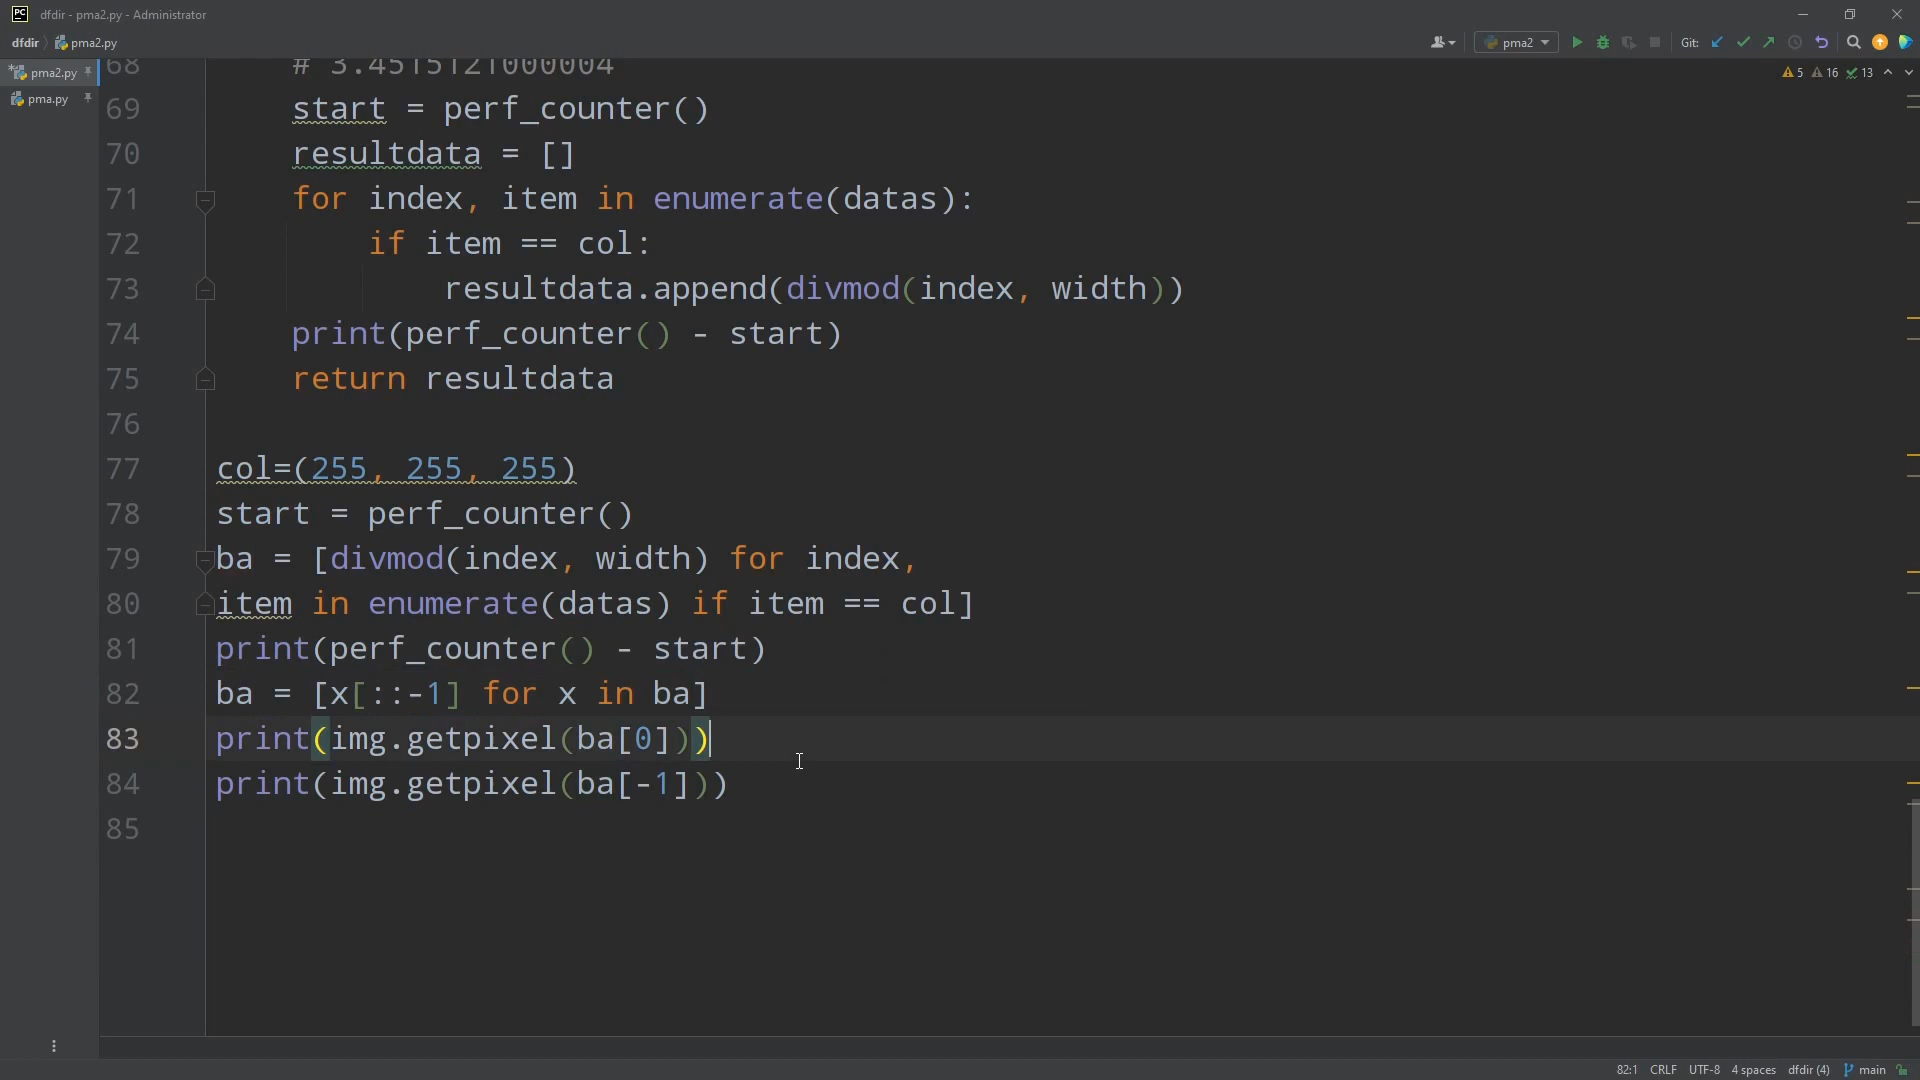 dfdir - pma2.py - Administrator
dfdir pma2.py
pma2
Git:
pma2.py
pma.py
5 16 13
68 # 3.4515121000004
69 start = perf_counter()
70 resultdata = []
71 for index, item in enumerate(datas):
72 if item == col:
73 resultdata.append(divmod(index, width))
74 print(perf_counter() - start)
75 return resultdata
76
77 col=(255, 255, 255)
78 start = perf_counter()
79 ba = [divmod(index, width) for index,
80 item in enumerate(datas) if item == col]
81 print(perf_counter() - start)
82 ba = [x[::-1] for x in ba]
83 print(img.getpixel(ba[0]))
84 print(img.getpixel(ba[-1]))
85
82:1 CRLF UTF-8 4 spaces dfdir (4) main